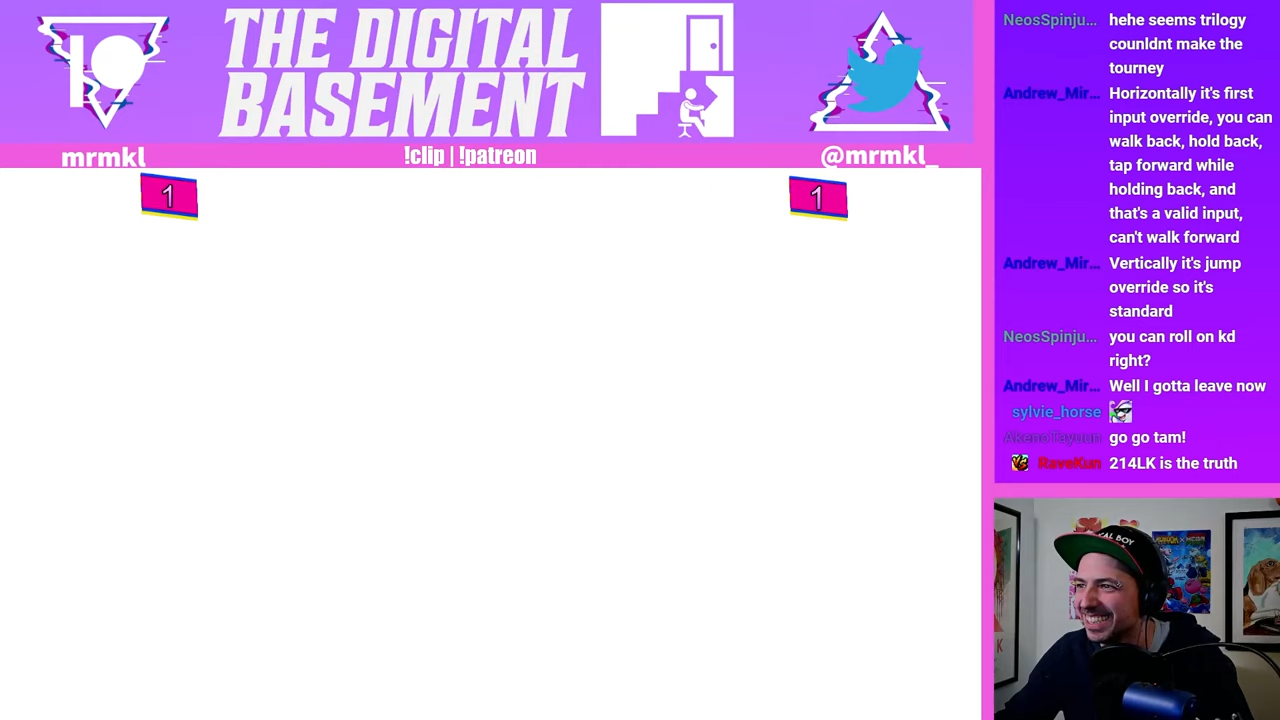 THE DIGITAL
BASEMENT
mrmkl
!clip | !patreon
@mrmkl_
1
1
NeosSpinju... hehe seems trilogy
counldnt make the
tourney
Andrew_Mir... Horizontally it's first
input override, you can
walk back, hold back,
tap forward while
holding back, and
that's a valid input,
can't walk forward
Andrew_Mir... Vertically it's jump
override so it's
standard
NeosSpinju... you can roll on kd
right?
Andrew_Mir... Well I gotta leave now
sylvie_horse
AkenoTayuun go go tam!
RaveKun 214LK is the truth